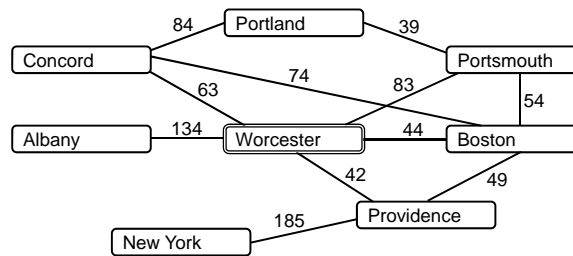 Portland
84
39
Concord
Portsmouth
63
74
83
54
Albany
134
Worcester
44
Boston
42
49
Providence
185
New York